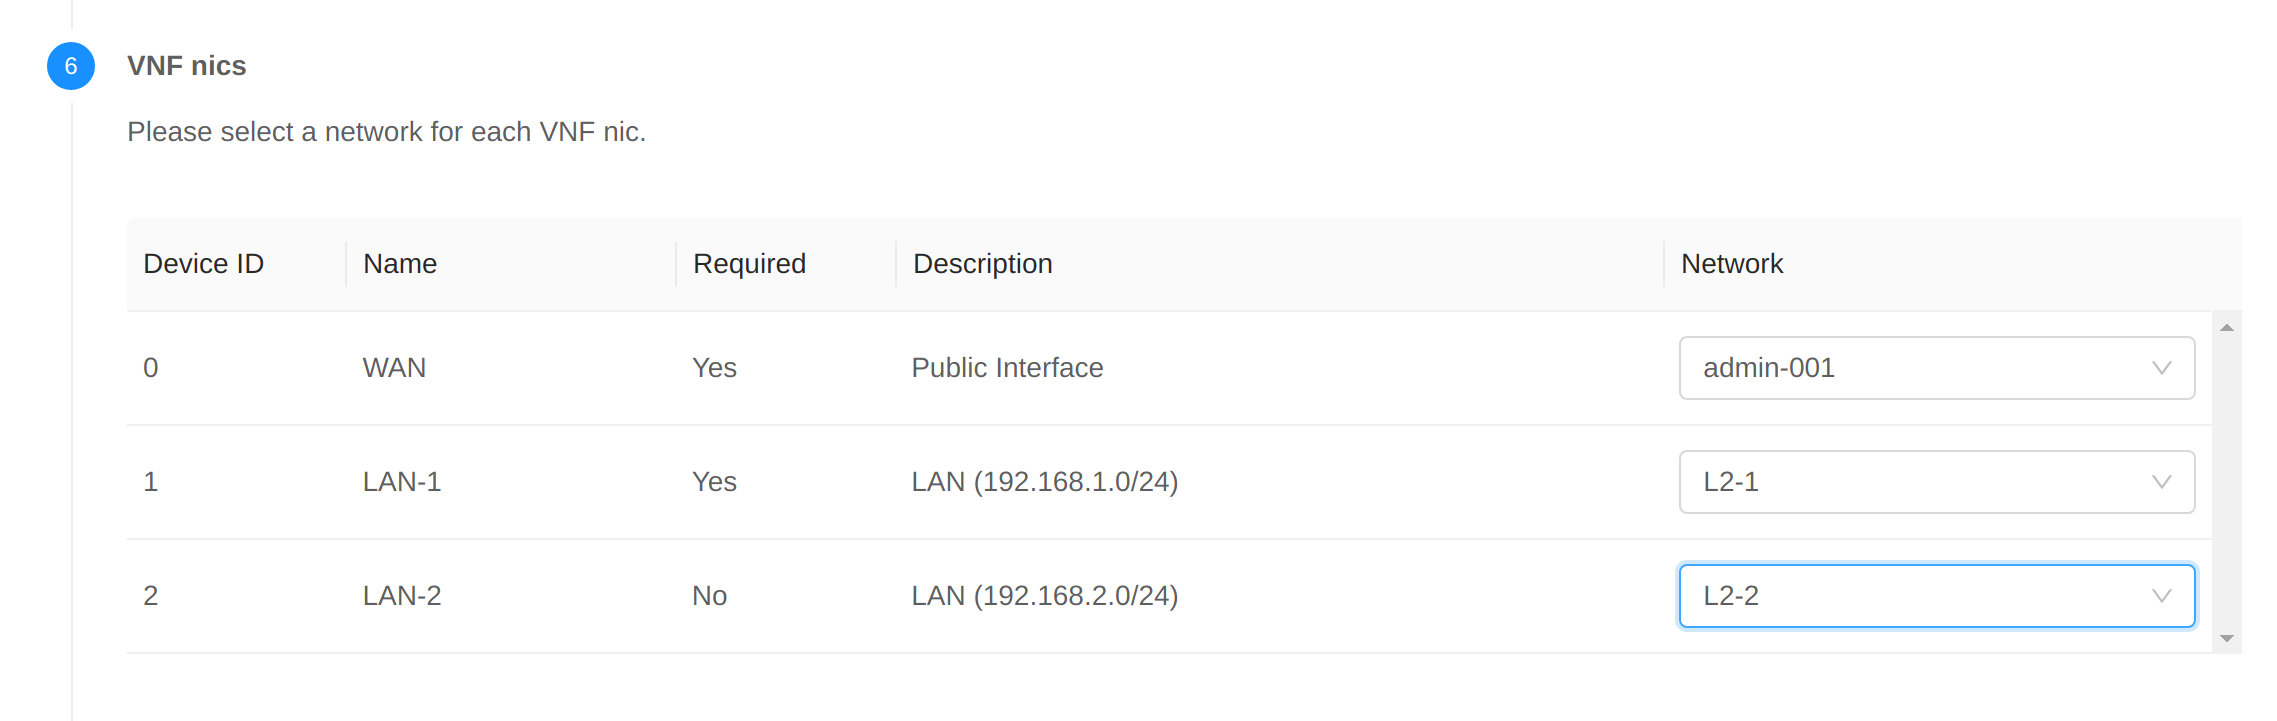 6 VNF nics
Please select a network for each VNF nic.
Device ID Name Required Description Network
0 WAN Yes Public Interface admin-001
1 LAN-1 Yes LAN (192.168.1.0/24) L2-1
2 LAN-2 No LAN (192.168.2.0/24) L2-2